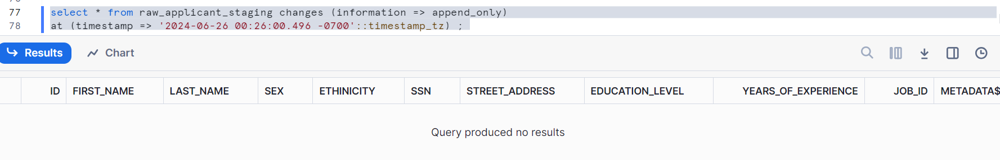 77 select * from raw_applicant_staging changes (information => append_only)
78 at (timestamp => '2024-06-26 00:26:00.496 -0700'::timestamp_tz) ;
Results Chart
ID FIRST_NAME LAST_NAME SEX ETHINICITY SSN STREET_ADDRESS EDUCATION_LEVEL YEARS_OF_EXPERIENCE JOB_ID METADATA$
Query produced no results